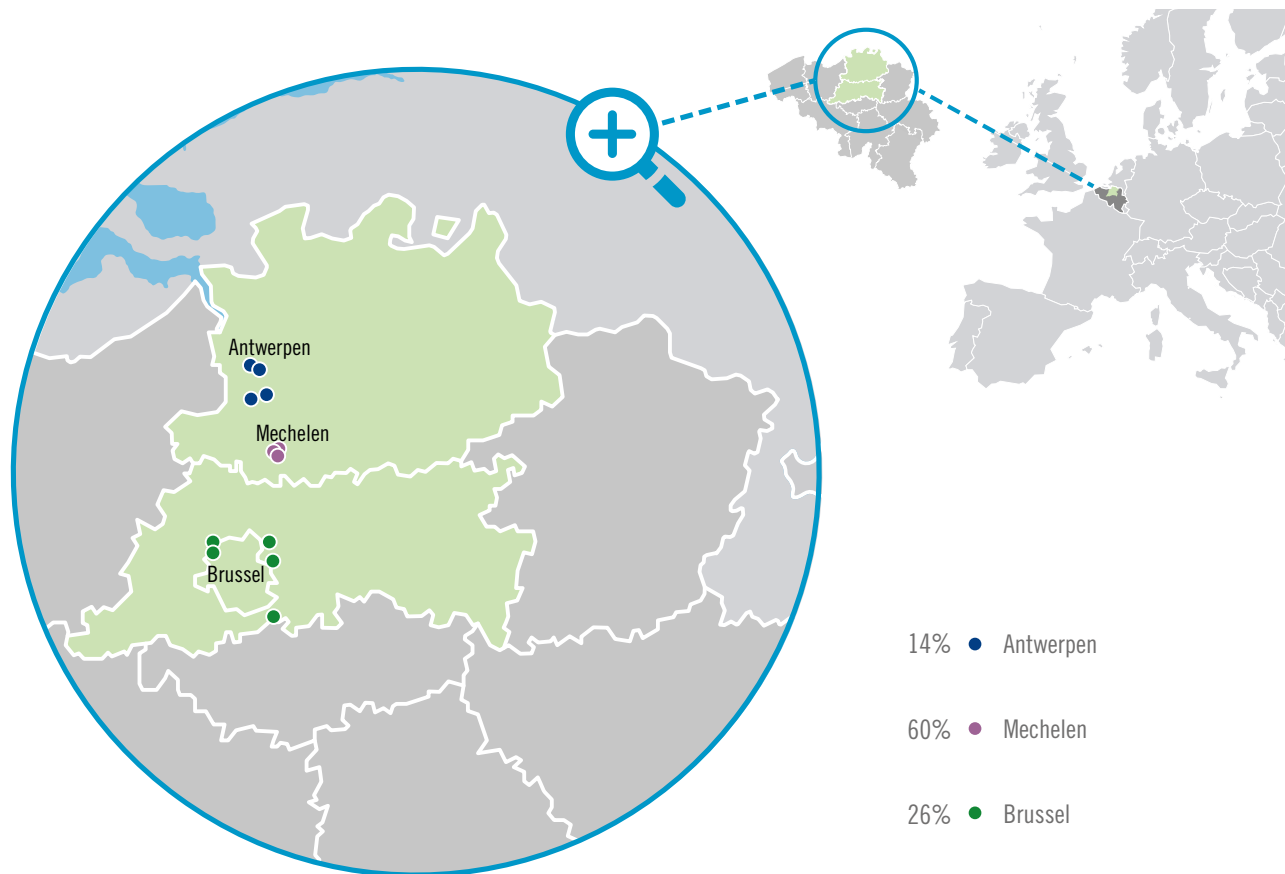 Antwerpen
Mechelen
Brussel
14% Antwerpen
60% Mechelen
26% Brussel